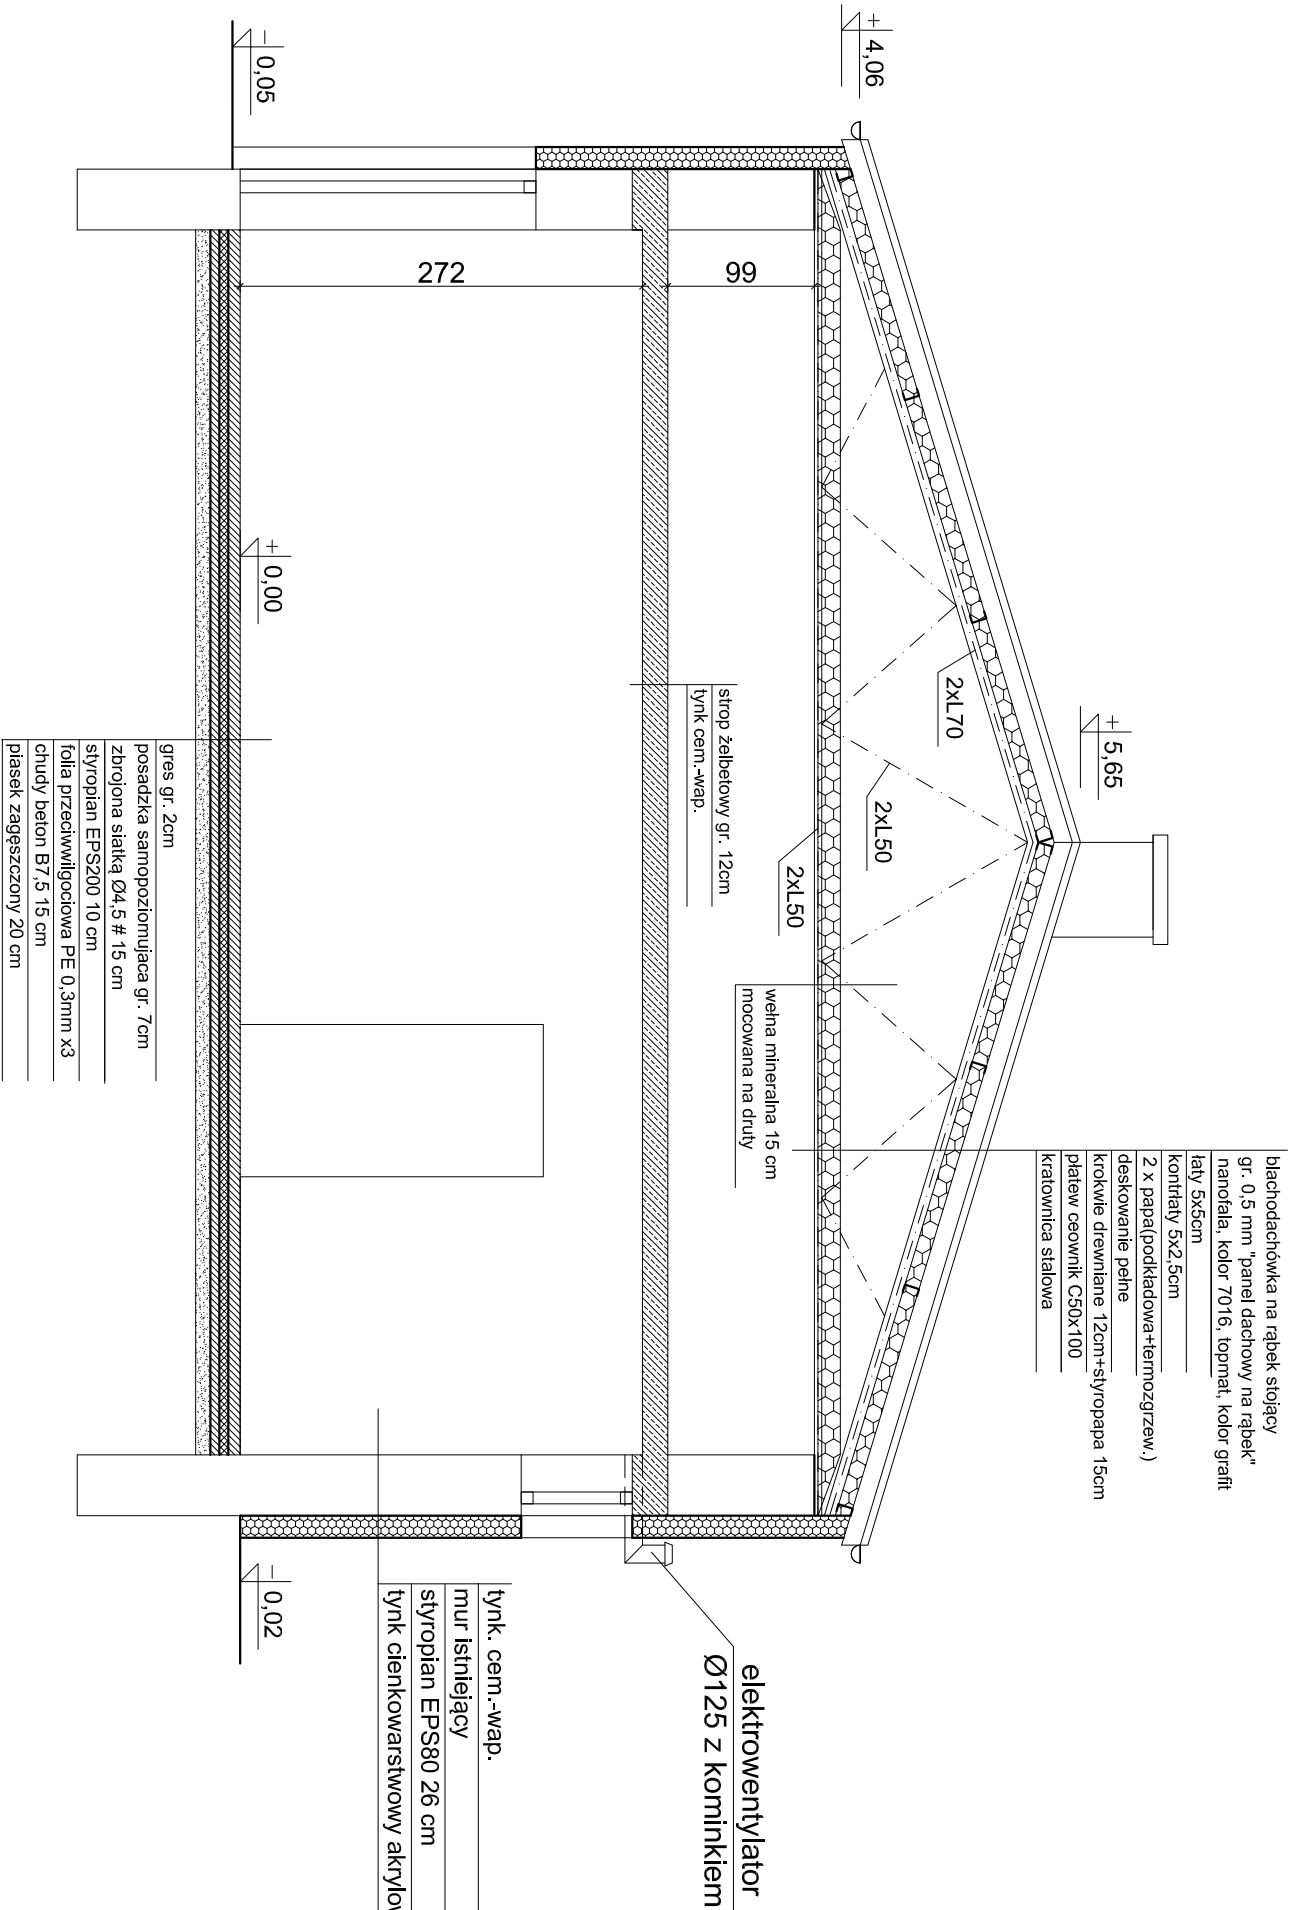 blachodachówka na rąbek stojący
gr. 0,5 mm "panel dachowy na rąbek"
nanofala, kolor 7016, topmat, kolor grafit
łaty 5x5cm
kontrłaty 5x2,5cm
2 x papa(podkładowa+termozgrzew.)
deskowanie pełne
krokwie drewniane 12cm+styropapa 15cm
płatew ceownik C50x100
kratownica stalowa
+ 5,65
+ 4,06
2xL70
2xL50
2xL50
wełna mineralna 15 cm
mocowana na druty
99
strop żelbetowy gr. 12cm
tynk cem.-wap.
elektrowentylator
Ø125 z kominkiem
272
tynk. cem.-wap.
mur istniejący
styropian EPS80 26 cm
tynk cienkowarstwowy akrylow
- 0,05
+ 0,00
- 0,02
gres gr. 2cm
posadzka samopoziomujaca gr. 7cm
zbrojona siatką Ø4,5 # 15 cm
styropian EPS200 10 cm
folia przeciwwilgociowa PE 0,3mm x3
chudy beton B7,5 15 cm
piasek zagęszczony 20 cm